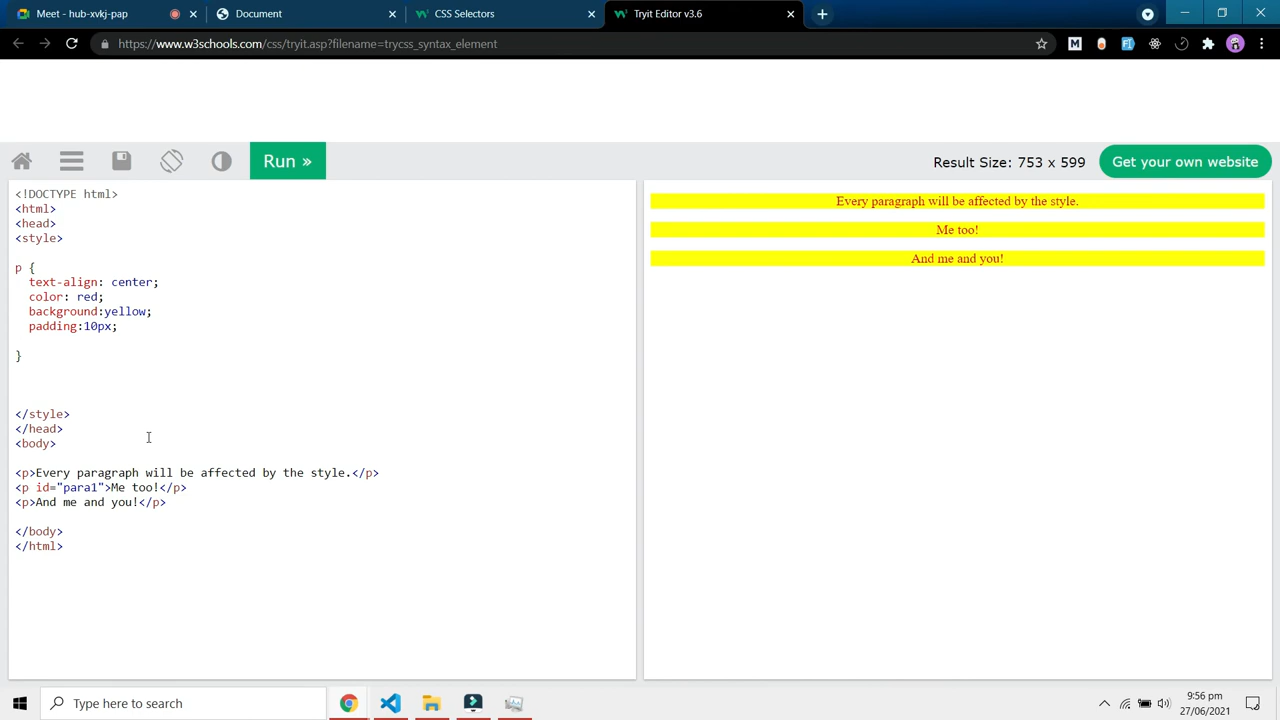 Meet - hub-xvkj-pap
Document
CSS Selectors
Tryit Editor v3.6
https://www.w3schools.com/css/tryit.asp?filename=trycss_syntax_element
Run »
Result Size: 753 x 599
Get your own website
<!DOCTYPE html>
<html>
<head>
<style>
p {
text-align: center;
color: red;
background:yellow;
padding:10px;
}
</style>
</head>
<body>
<p>Every paragraph will be affected by the style.</p>
<p id="para1">Me too!</p>
<p>And me and you!</p>
</body>
</html>
Every paragraph will be affected by the style.
Me too!
And me and you!
Type here to search
9:56 pm
27/06/2021